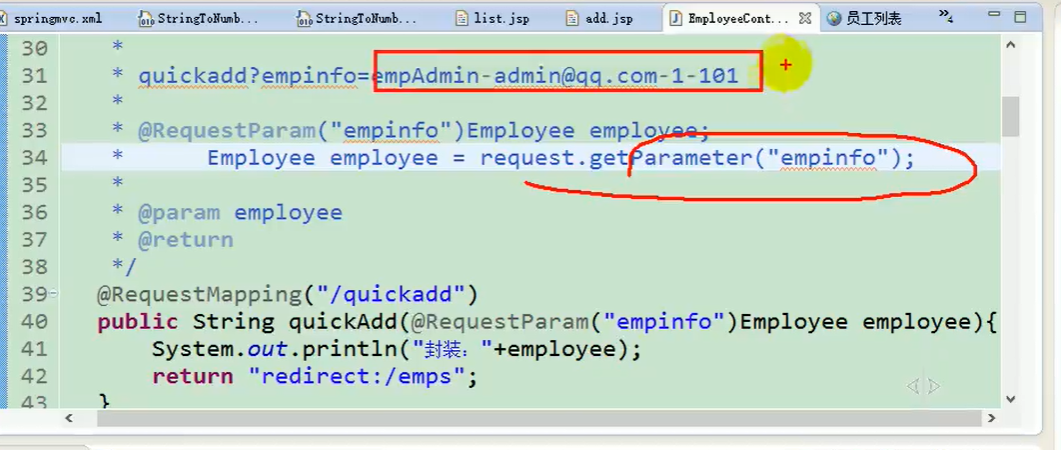 springmvc.xml StringToNumb... StringToNumb... list.jsp add.jsp EmployeeCont... 员工列表 »4
30 *
31 * quickadd?empinfo=empAdmin-admin@qq.com-1-101
32 *
33 * @RequestParam("empinfo")Employee employee;
34 * Employee employee = request.getParameter("empinfo");
35 *
36 * @param employee
37 * @return
38 */
39 @RequestMapping("/quickadd")
40 public String quickAdd(@RequestParam("empinfo")Employee employee){
41 System.out.println("封装："+employee);
42 return "redirect:/emps";
43 }